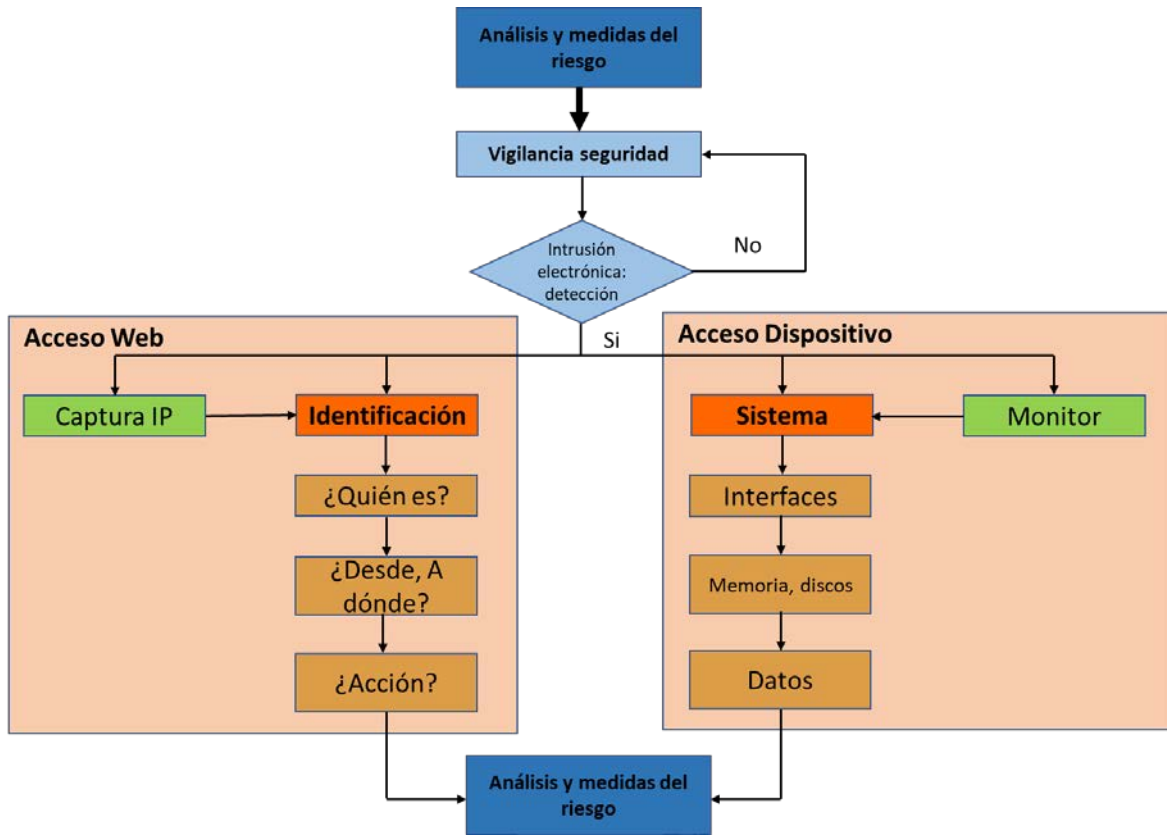 Análisis y medidas del
riesgo
Vigilancia seguridad
Intrusión
electrónica:
detección
No
Si
Acceso Web
Captura IP
Identificación
¿Quién es?
¿Desde, A
dónde?
¿Acción?
Acceso Dispositivo
Sistema
Monitor
Interfaces
Memoria, discos
Datos
Análisis y medidas del
riesgo